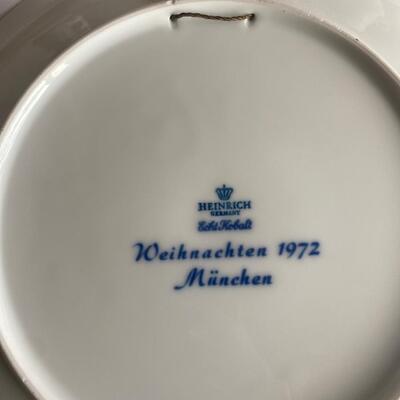 HEINRICH
GERMANY
Echt Kobalt
Weihnachten 1972
München